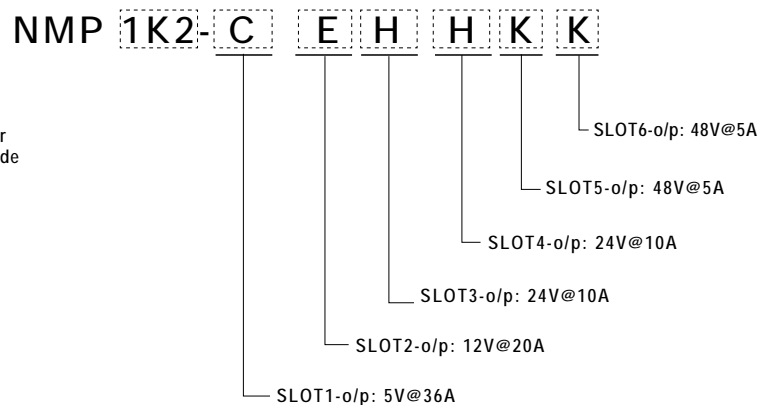 NMP 1K2-C E H H K K
r
de
SLOT6-o/p: 48V@5A
SLOT5-o/p: 48V@5A
SLOT4-o/p: 24V@10A
SLOT3-o/p: 24V@10A
SLOT2-o/p: 12V@20A
SLOT1-o/p: 5V@36A